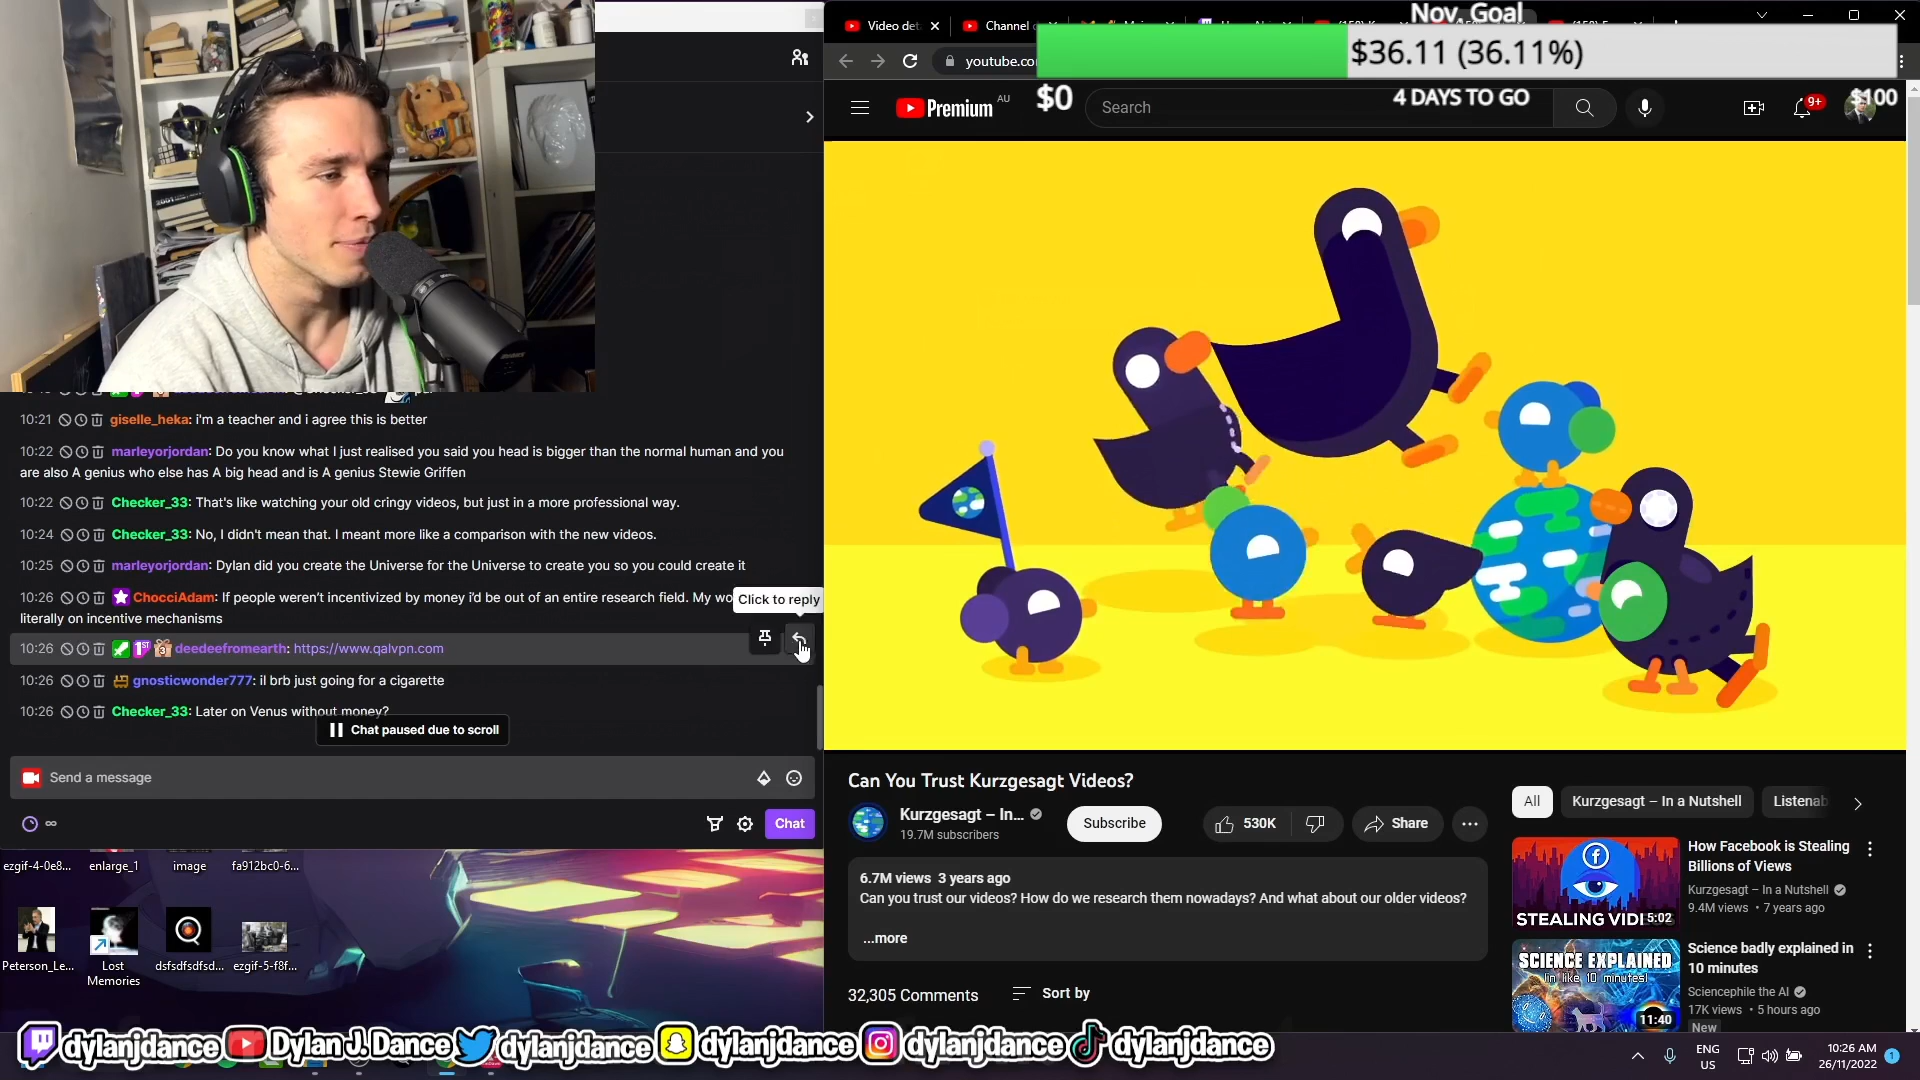 Video det
Channel
Nov. Goal
youtube.co
$36.11 (36.11%)
Premium
AU
$0
Search
4 DAYS TO GO
9+
$100
10:21 giselle_heka: i'm a teacher and i agree this is better
10:22 marleyorjordan: Do you know what I just realised you said you head is bigger than the normal human and you
are also A genius who else has A big head and is A genius Stewie Griffen
10:22 Checker_33: That's like watching your old cringy videos, but just in a more professional way.
10:24 Checker_33: No, I didn't mean that. I meant more like a comparison with the new videos.
10:25 marleyorjordan: Dylan did you create the Universe for the Universe to create you so you could create it
10:26 ChocciAdam: If people weren't incentivized by money i'd be out of an entire research field. My wo
Click to reply
literally on incentive mechanisms
10:26 1ST 3 deedeefromearth: https://www.qalvpn.com
10:26 gnosticwonder777: il brb just going for a cigarette
10:26 Checker_33: Later on Venus without money?
Chat paused due to scroll
Send a message
Chat
Can You Trust Kurzgesagt Videos?
Kurzgesagt – In...
19.7M subscribers
Subscribe
530K
Share
6.7M views 3 years ago
Can you trust our videos? How do we research them nowadays? And what about our older videos?
...more
32,305 Comments
Sort by
All
Kurzgesagt – In a Nutshell
Listenab
STEALING VID
5:02
How Facebook is Stealing
Billions of Views
Kurzgesagt – In a Nutshell
9.4M views • 7 years ago
SCIENCE EXPLAINED
(in like 10 minutes)
11:40
Science badly explained in
10 minutes
Sciencephile the AI
17K views • 5 hours ago
New
ezgif-4-0e8...
enlarge_1
image
fa912bc0-6...
Peterson_Le...
Lost
Memories
dsfsdfsdfsd...
ezgif-5-f8f...
dylanjdance
Dylan J. Dance
dylanjdance
dylanjdance
dylanjdance
dylanjdance
ENG
US
10:26 AM
26/11/2022
1